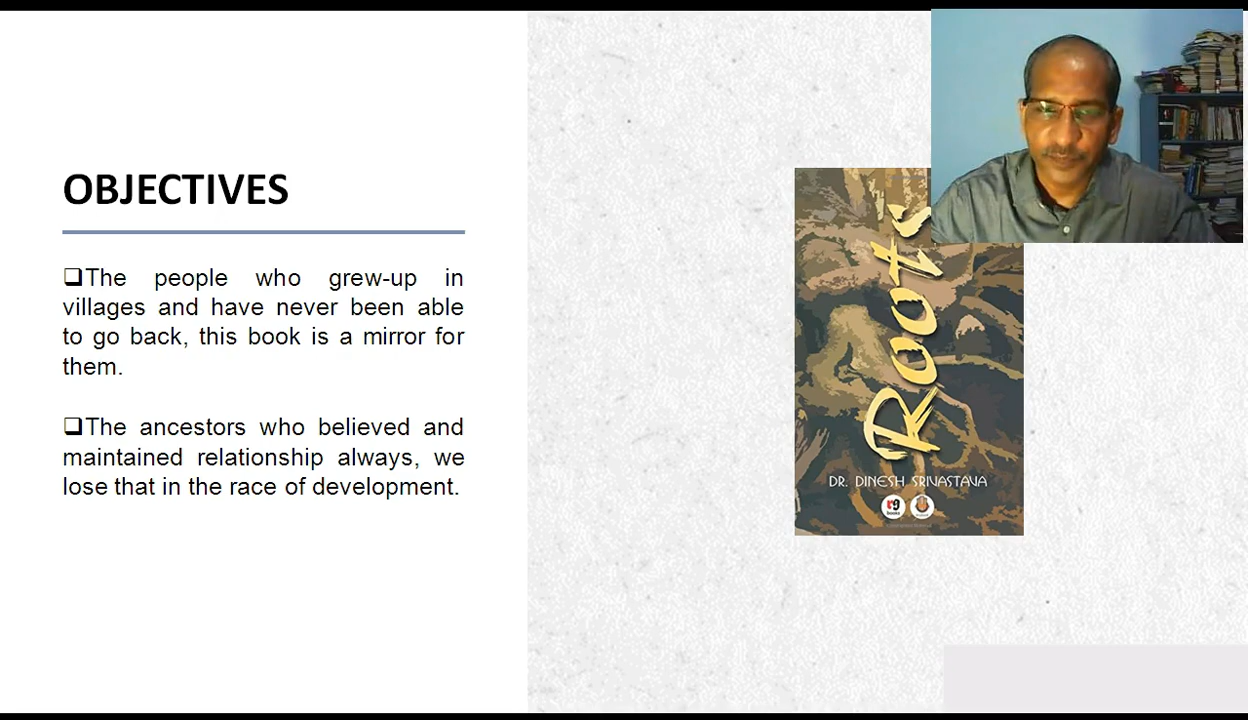 OBJECTIVES
❑The people who grew-up in
villages and have never been able
to go back, this book is a mirror for
them.
❑The ancestors who believed and
maintained relationship always, we
lose that in the race of development.
Roots
DR. DINESH SRIVASTAVA
books